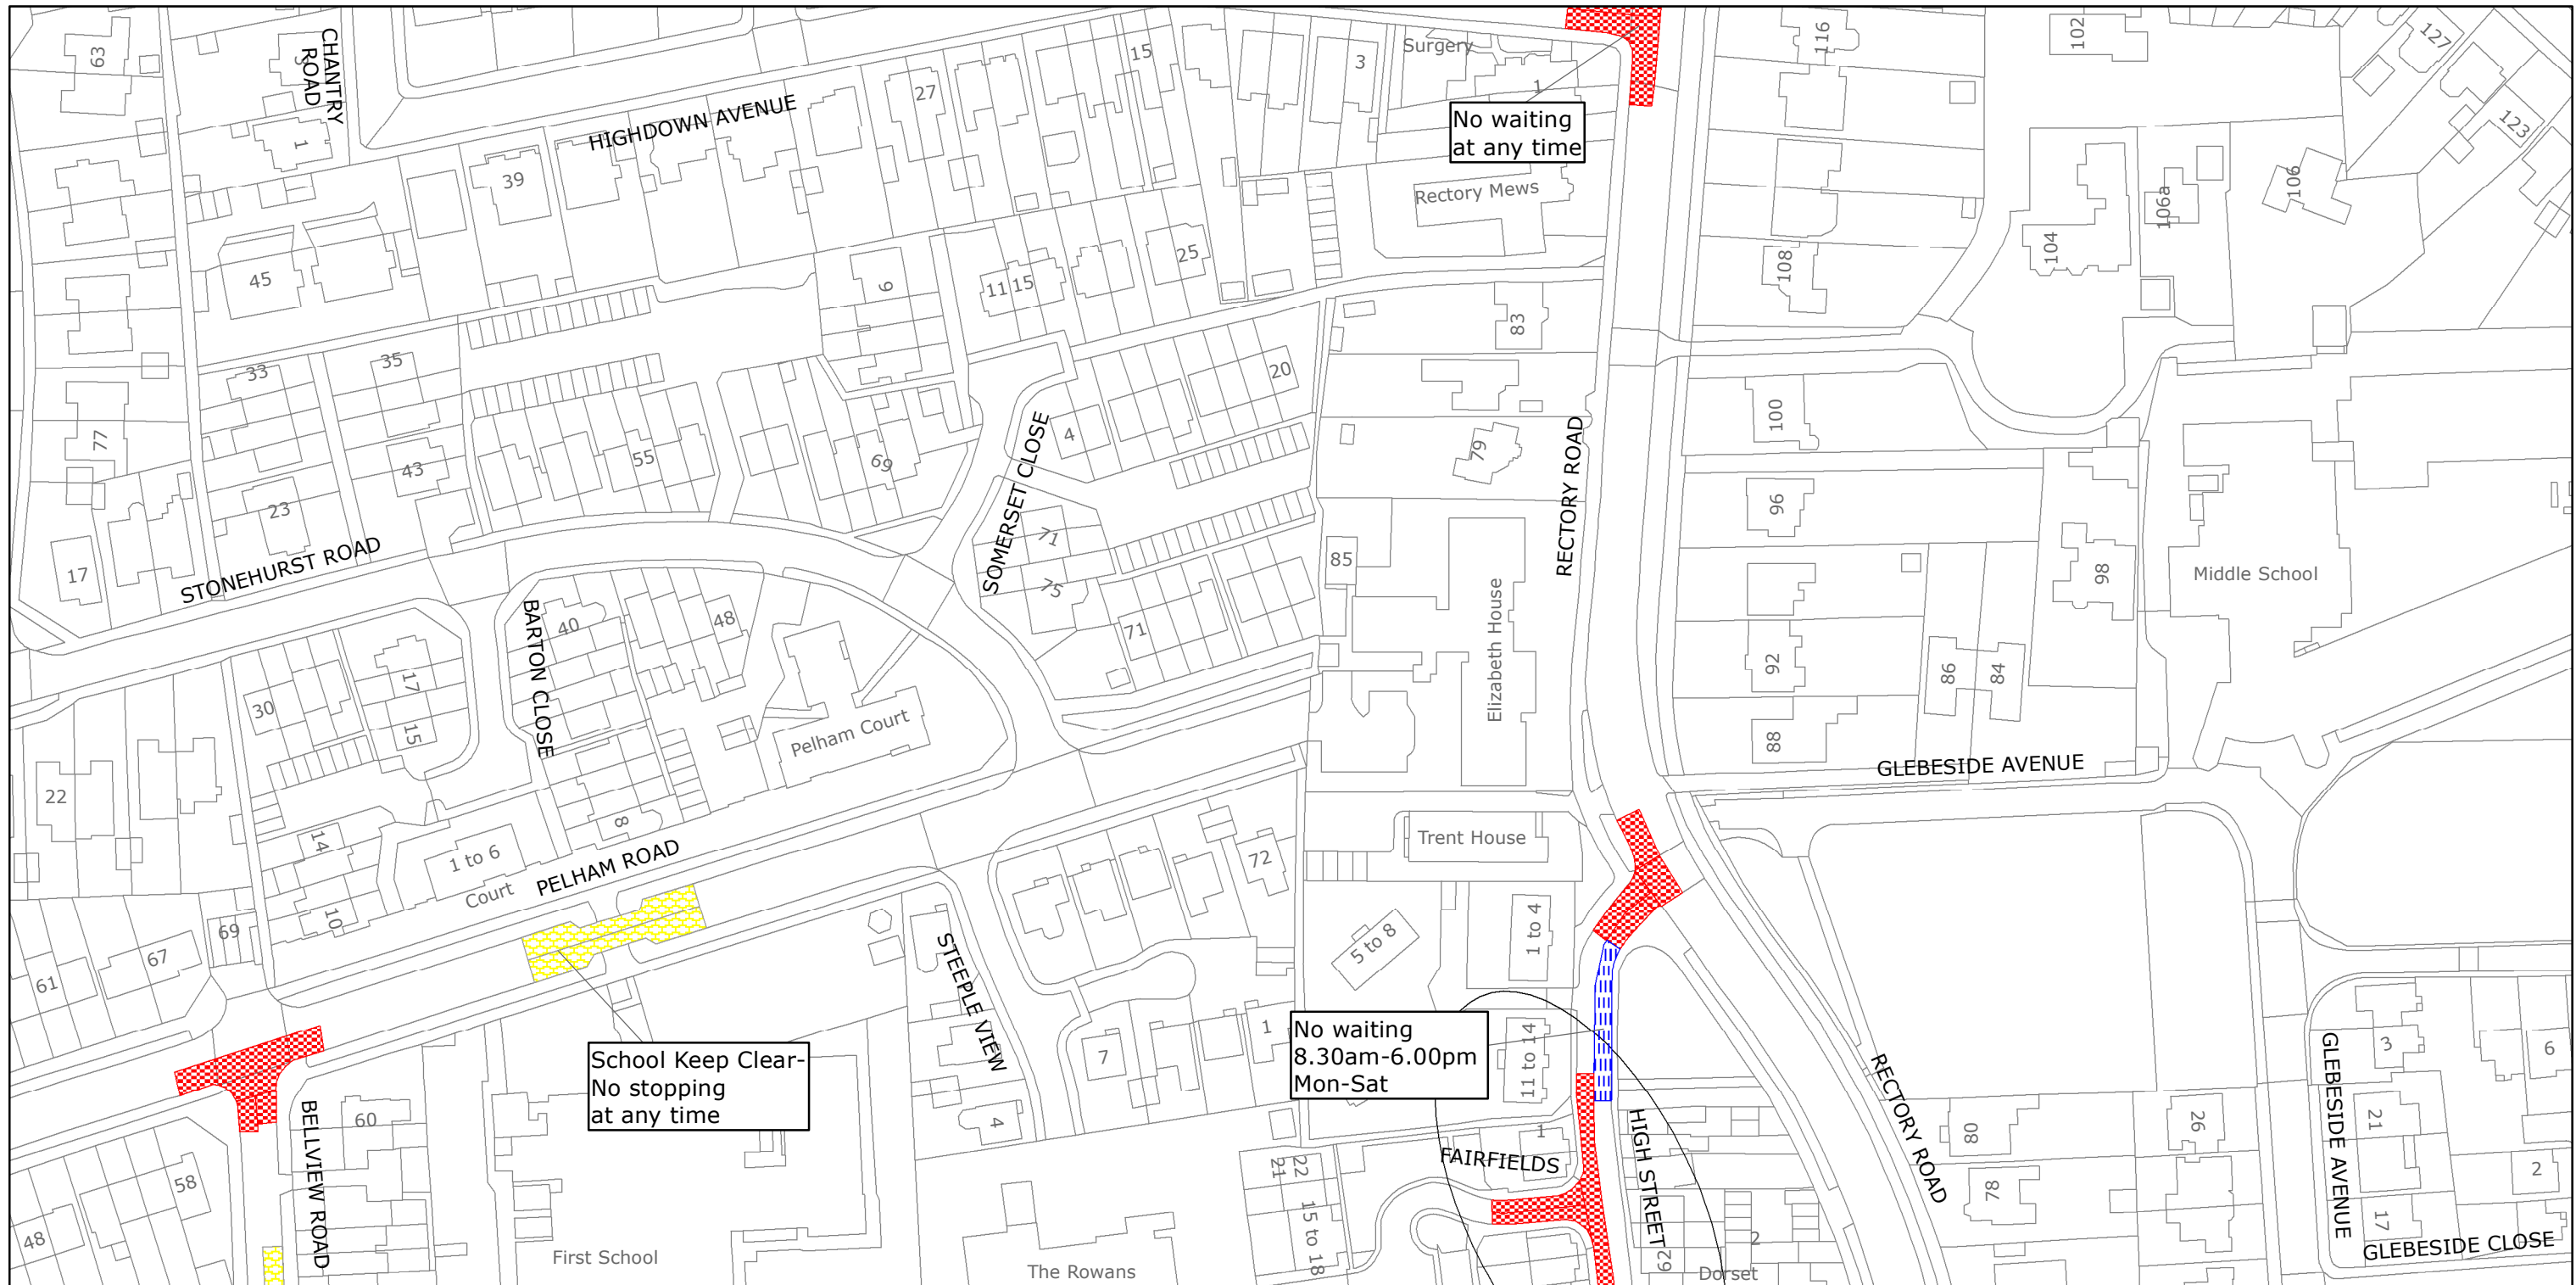 63
CHANTRY
ROAD
3
1
HIGHDOWN AVENUE
39
27
15
3
Surgery
1
116
102
127
123
No waiting
at any time
Rectory Mews
45
9
11 15
25
108
104
106a
106
83
33
35
77
43
55
69
SOMERSET CLOSE
4
20
79
RECTORY ROAD
100
96
23
17
STONEHURST ROAD
71
75
71
85
Elizabeth House
98
Middle School
BARTON CLOSE
40
48
30
17
15
Pelham Court
92
86
84
88
GLEBESIDE AVENUE
22
14
10
1 to 6
Court
8
PELHAM ROAD
72
Trent House
5 to 8
1 to 4
61
67
69
STEEPLE VIEW
7
1
4
11 to 14
No waiting
8.30am-6.00pm
Mon-Sat
School Keep Clear-
No stopping
at any time
BELLVIEW ROAD
60
58
48
First School
The Rowans
21
22
15 to 18
FAIRFIELDS
1
HIGH STREET
62
2
Dorset
RECTORY ROAD
80
78
26
GLEBESIDE AVENUE
3
6
21
2
17
GLEBESIDE CLOSE